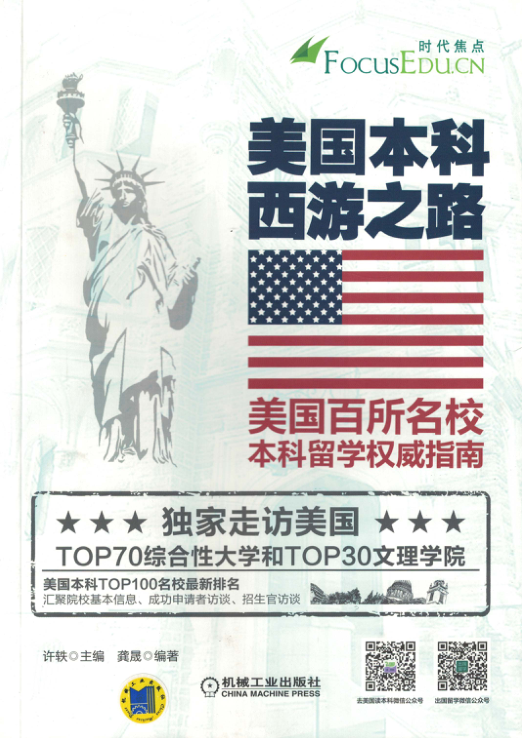 时代焦点
FOCUSEDU.CN
美国本科
西游之路
美国百所名校
本科留学权威指南
★★★ 独家走访美国 ★★★
TOP70综合性大学和TOP30文理学院
美国本科TOP100名校最新排名
汇聚院校基本信息、成功申请者访谈、招生官访谈
许轶◎主编 龚晟◎编著
机械工业出版社
CHINA MACHINE PRESS
去美国读本科微信公众号
出国留学微信公众号